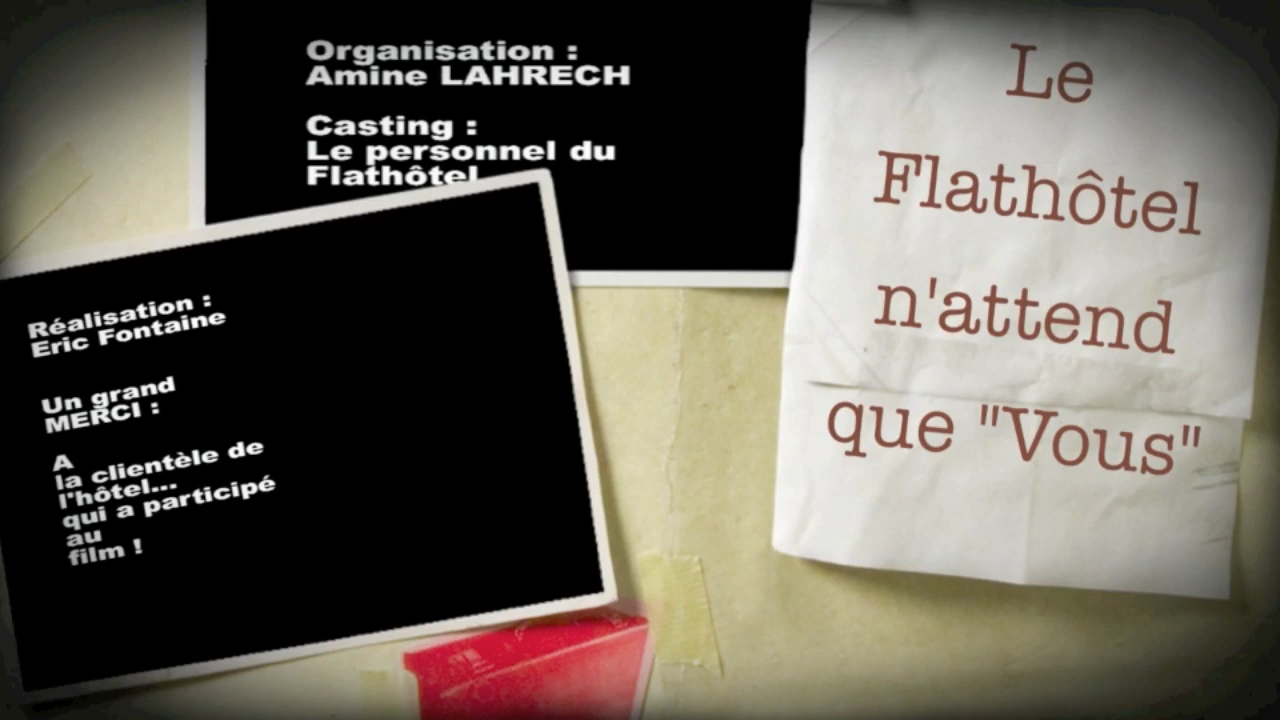 Organisation :
Amine LAHRECH
Casting :
Le personnel du
Flathôtel
Réalisation :
Eric Fontaine
Un grand
MERCI :
A
la clientèle de
l'hôtel...
qui a participé
au
film !
Le
Flathôtel
n'attend
que "Vous"